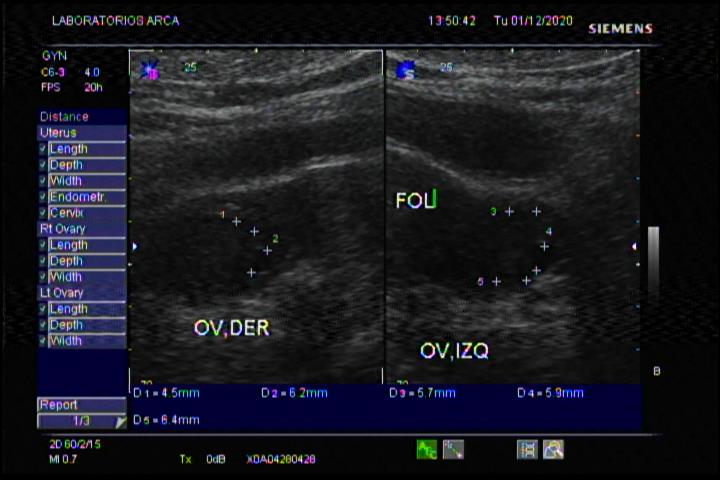 LABORATORIOS ARCA
13:50:42 Tu 01/12/2020
SIEMENS
GYN
C6-3 4.0
FPS 20h
Distance
Uterus
Length
Depth
Width
Endometr.
Cervix
Rt Ovary
Length
Depth
Width
Lt Ovary
Length
Depth
Width
Report
1/3
2D 60/2/15
MI 0.7
Tx 0dB XDA04280428
25
1
2
OV,DER
S
25
FOL
3
4
5
OV,IZQ
B
D1=4.5mm D2=6.2mm D3=5.7mm D4=5.9mm
D5=6.4mm